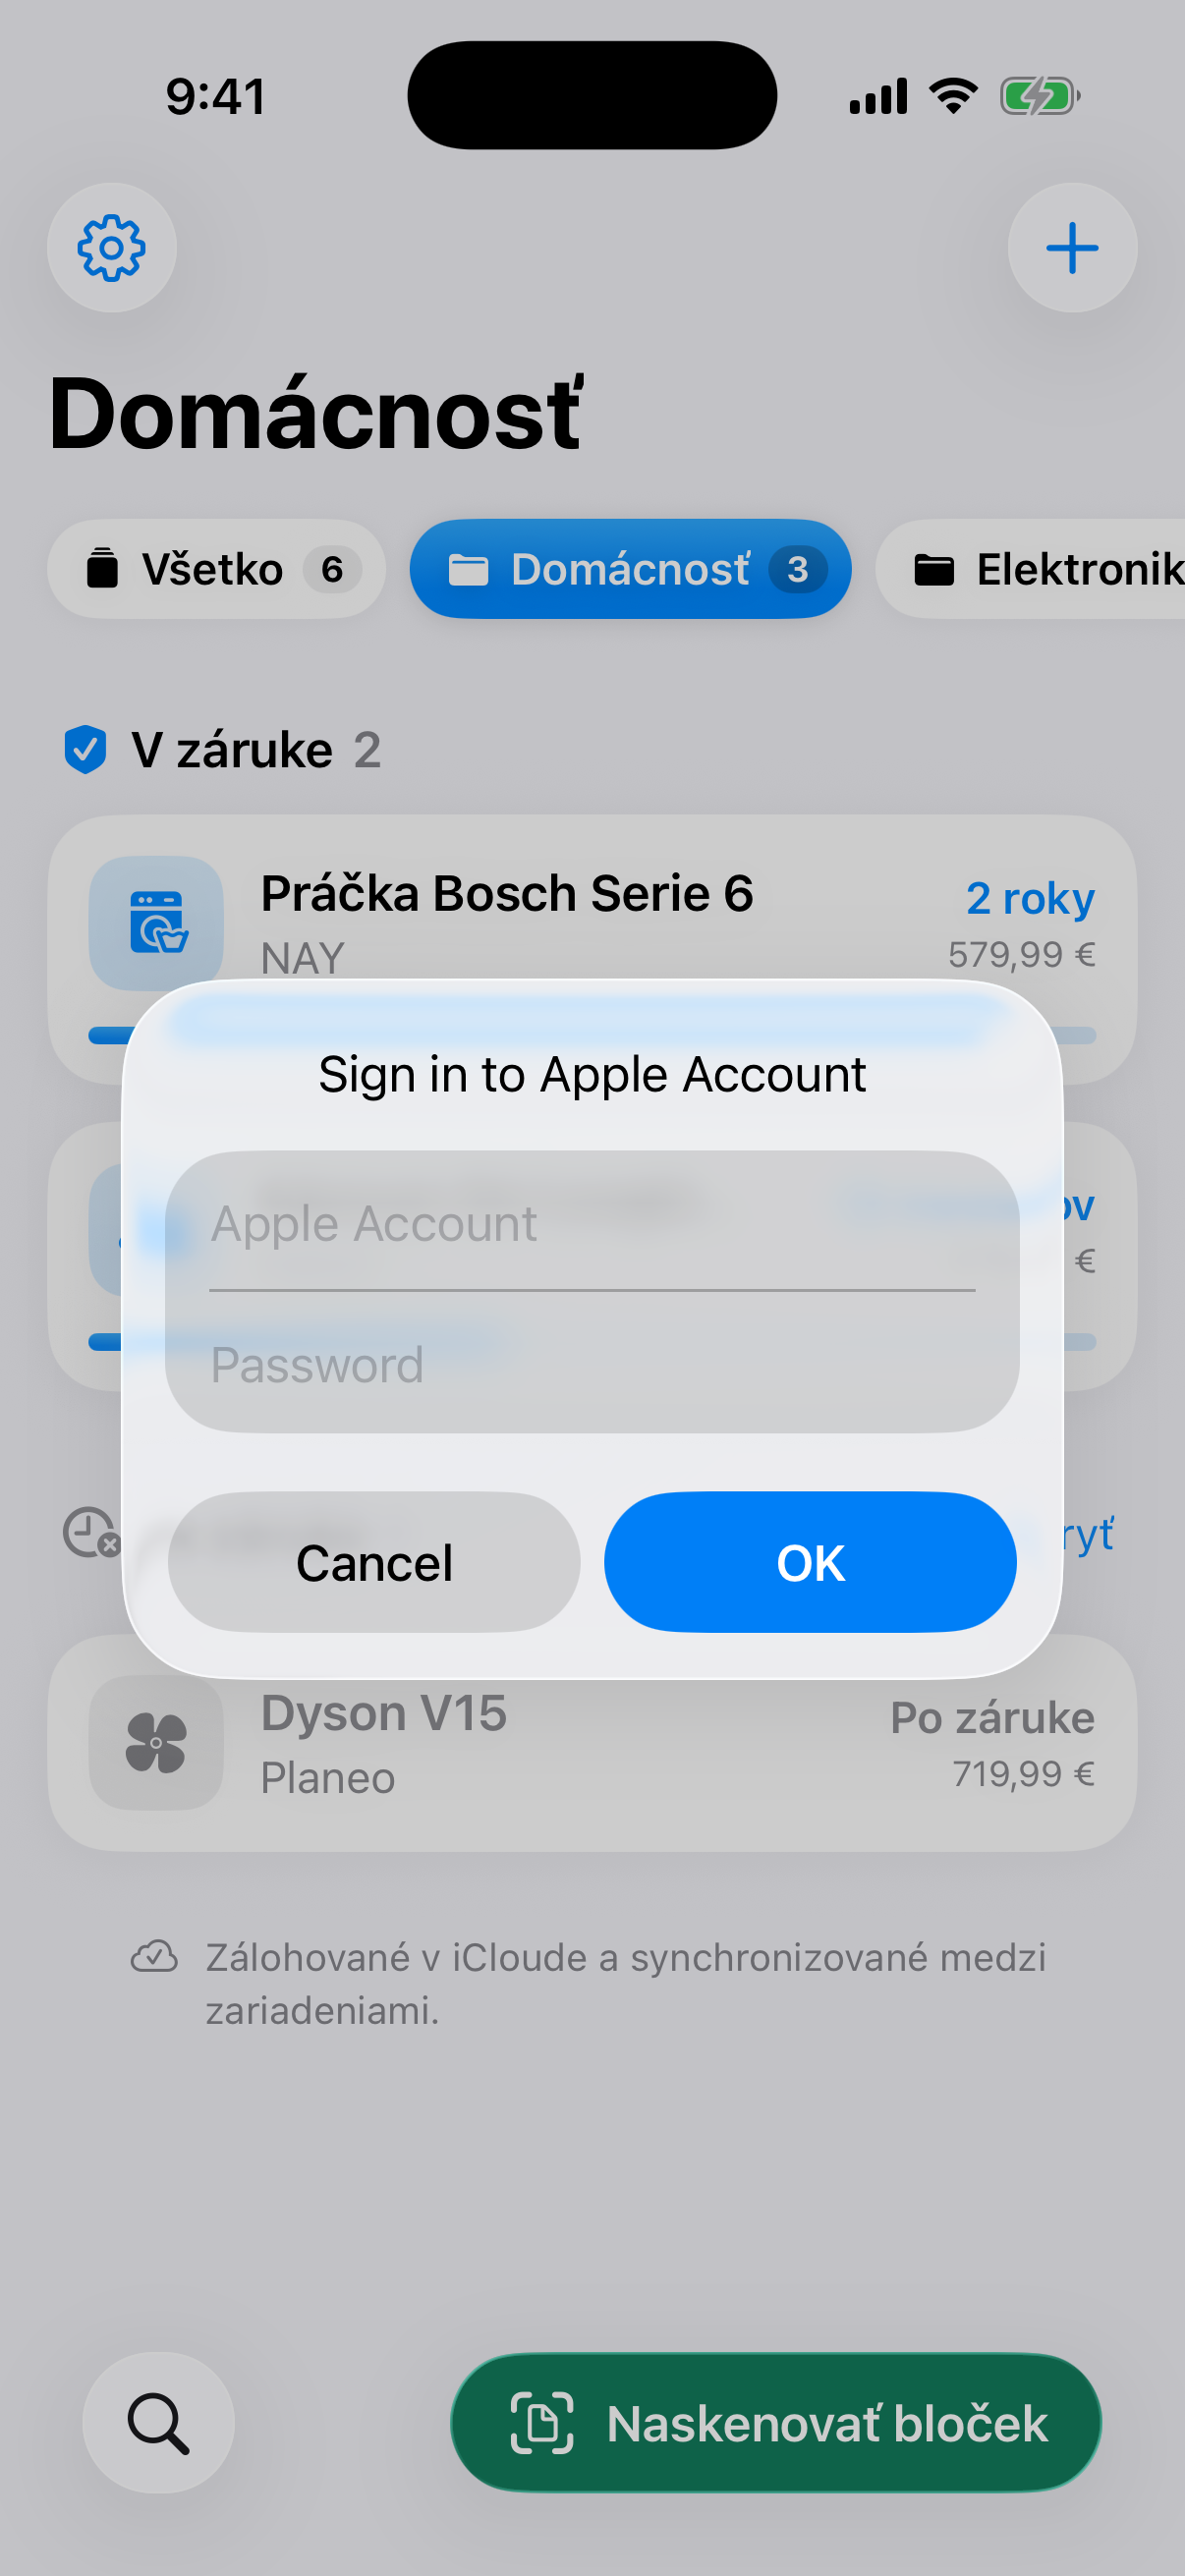 9:41
Domácnosť
Všetko 6
Domácnosť 3
Elektronik
V záruke 2
Práčka Bosch Serie 6
2 roky
NAY
579,99 €
Sign in to Apple Account
Apple Account
€
Password
Cancel
OK
Dyson V15
Po záruke
Planeo
719,99 €
Zálohované v iCloude a synchronizované medzi
zariadeniami.
Naskenovať bloček